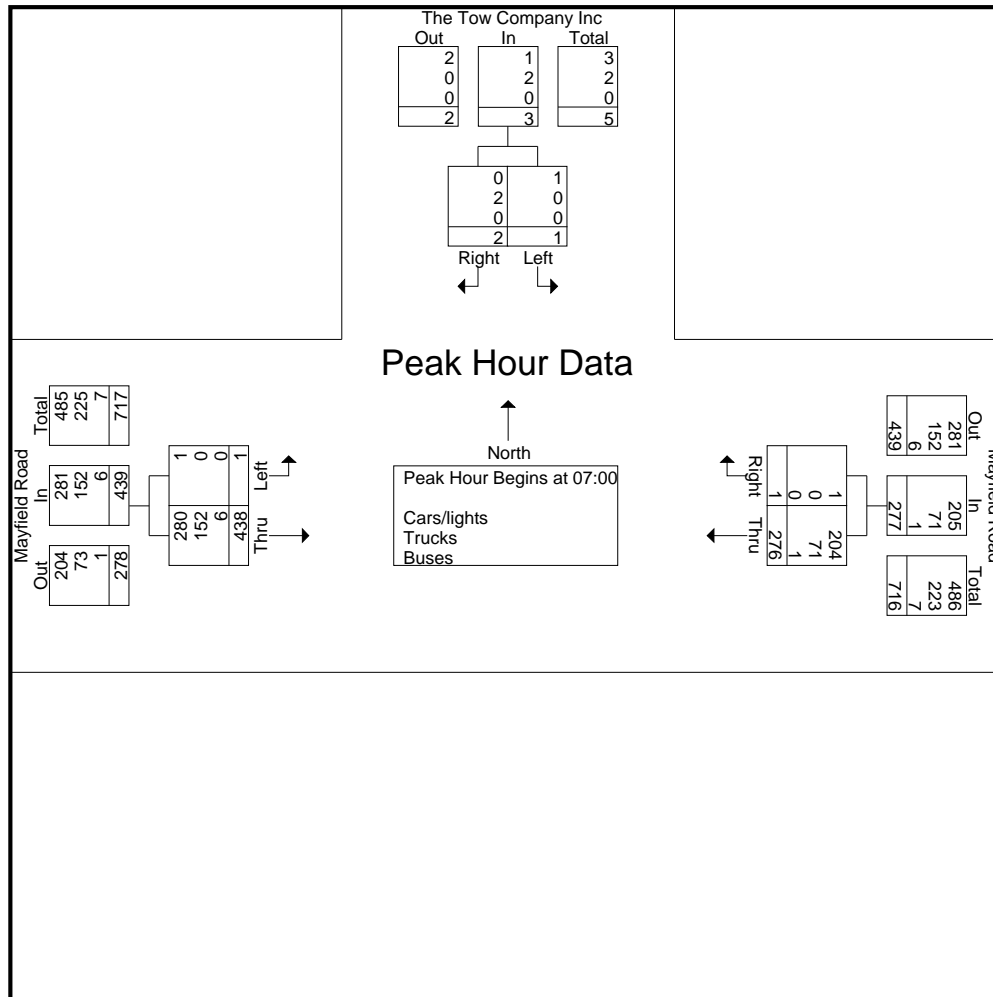 The Tow Company Inc
Out In Total
2 1 3
0 2 2
0 0 0
2 3 5
0 1
2 0
0 0
2 1
Right Left
Peak Hour Data
North
Peak Hour Begins at 07:00
Cars/lights
Trucks
Buses
Mayfield Road
Total
485
225
7
717
In
281
152
6
439
Out
204
73
1
278
Left
1
0
0
1
Thru
280
152
6
438
Right
1
0
0
1
Thru
204
71
1
276
Mayfield Road
Out
281
152
6
439
In
205
71
1
277
Total
486
223
7
716